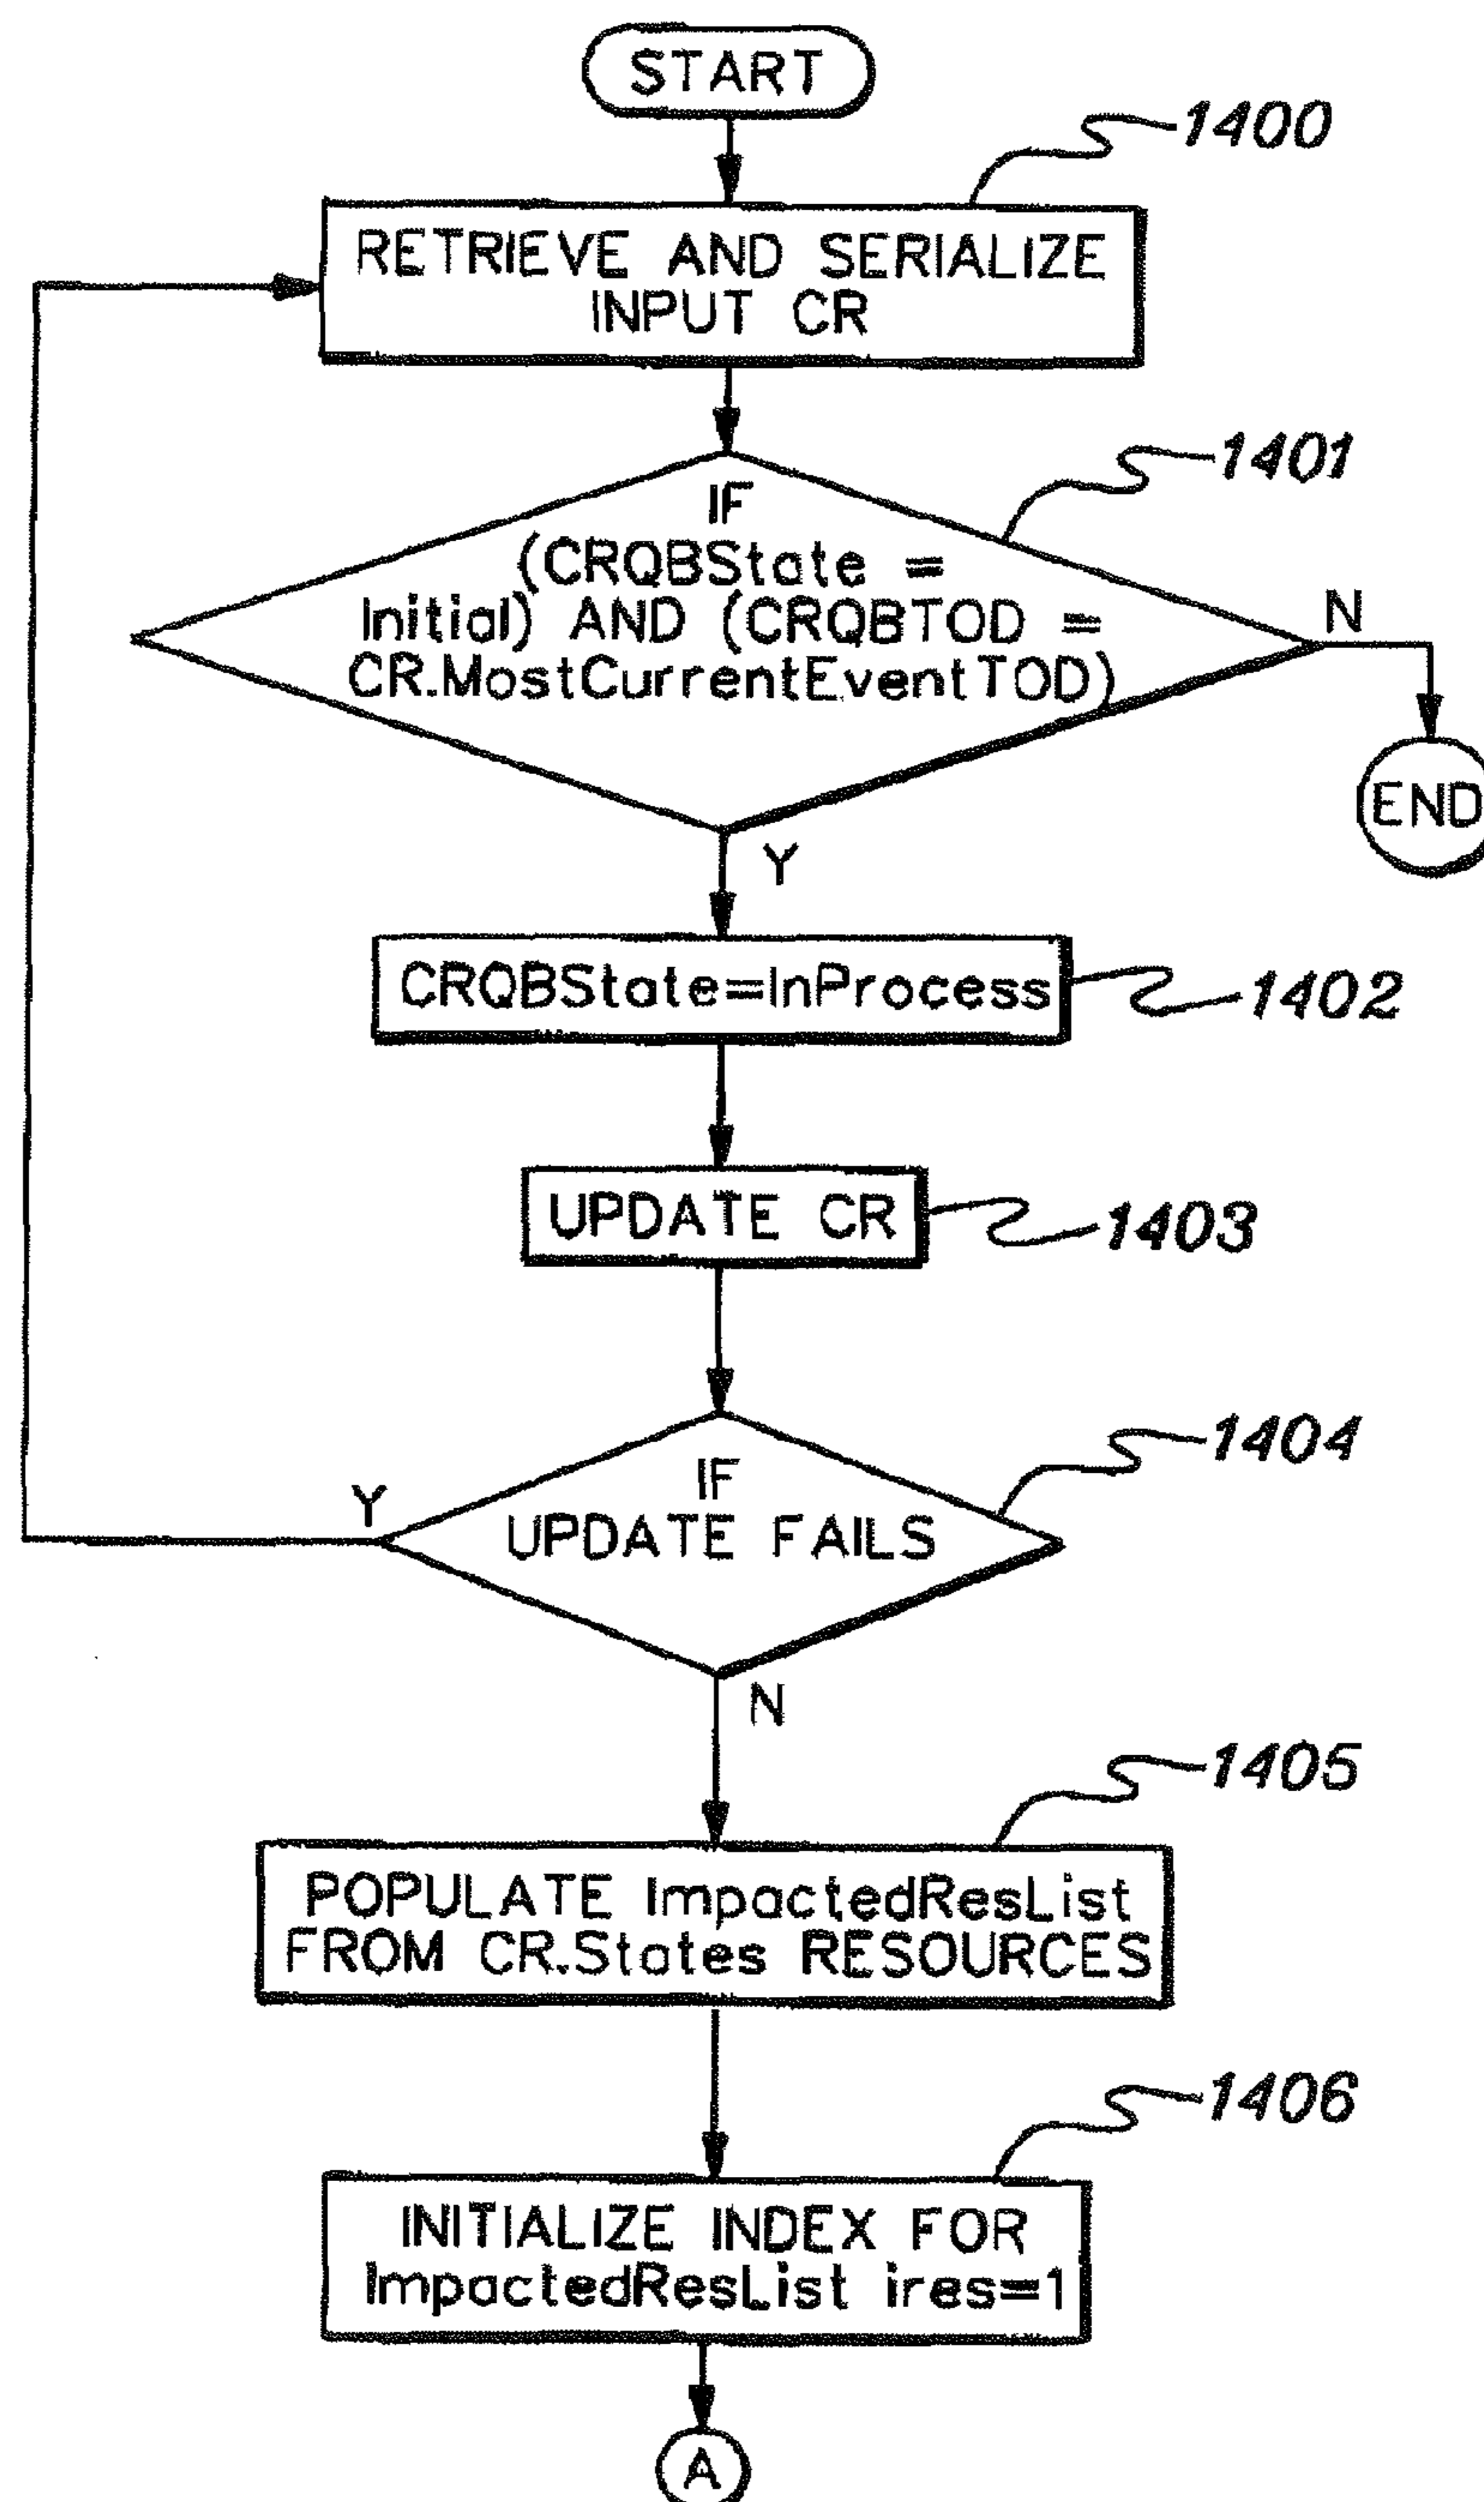 START
1400
RETRIEVE AND SERIALIZE
INPUT CR
1401
IF
(CRQBState =
Initial) AND (CRQBTOD =
CR.MostCurrentEventTOD)
N
END
Y
CRQBState=InProcess
1402
UPDATE CR
1403
1404
IF
UPDATE FAILS
Y
N
1405
POPULATE ImpactedResList
FROM CR.States RESOURCES
1406
INITIALIZE INDEX FOR
ImpactedResList ires=1
A